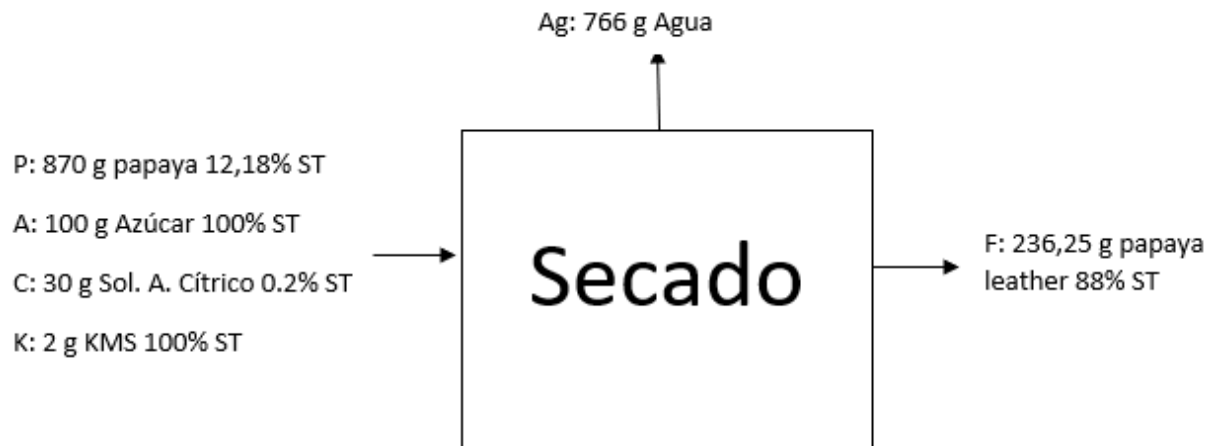 Ag: 766 g Agua
P: 870 g papaya 12,18% ST
A: 100 g Azúcar 100% ST
C: 30 g Sol. A. Cítrico 0.2% ST
K: 2 g KMS 100% ST
Secado
F: 236,25 g papaya
leather 88% ST